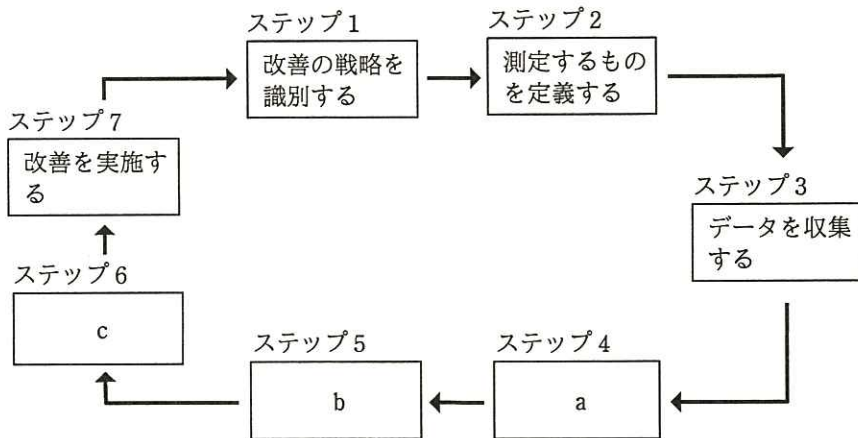 ステップ1
改善の戦略を
識別する
ステップ2
測定するもの
を定義する
ステップ3
データを収集
する
ステップ4
a
ステップ5
b
ステップ6
c
ステップ7
改善を実施す
る